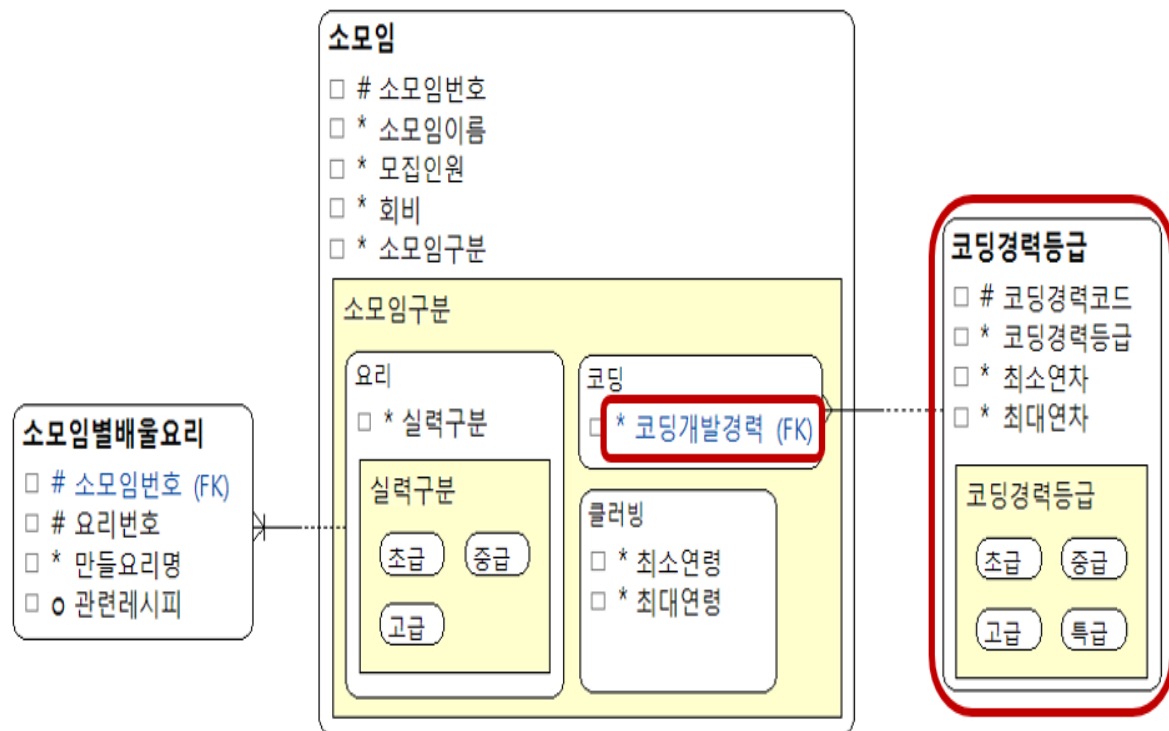 소모임
# 소모임번호
* 소모임이름
* 모집인원
* 회비
* 소모임구분
소모임구분
요리
* 실력구분
실력구분
초급 중급
고급
코딩
* 코딩개발경력 (FK)
클러빙
* 최소연령
* 최대연령
소모임별배울요리
# 소모임번호 (FK)
# 요리번호
* 만들요리명
o 관련레시피
코딩경력등급
# 코딩경력코드
* 코딩경력등급
* 최소연차
* 최대연차
코딩경력등급
초급 중급
고급 특급